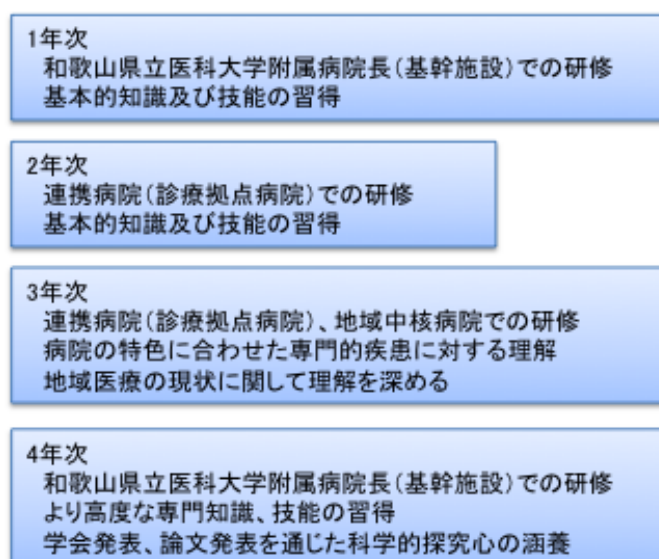 1年次
和歌山県立医科大学附属病院長(基幹施設)での研修
基本的知識及び技能の習得
2年次
連携病院(診療拠点病院)での研修
基本的知識及び技能の習得
3年次
連携病院(診療拠点病院)、地域中核病院での研修
病院の特色に合わせた専門的疾患に対する理解
地域医療の現状に関して理解を深める
4年次
和歌山県立医科大学附属病院長(基幹施設)での研修
より高度な専門知識、技能の習得
学会発表、論文発表を通じた科学的探究心の涵養